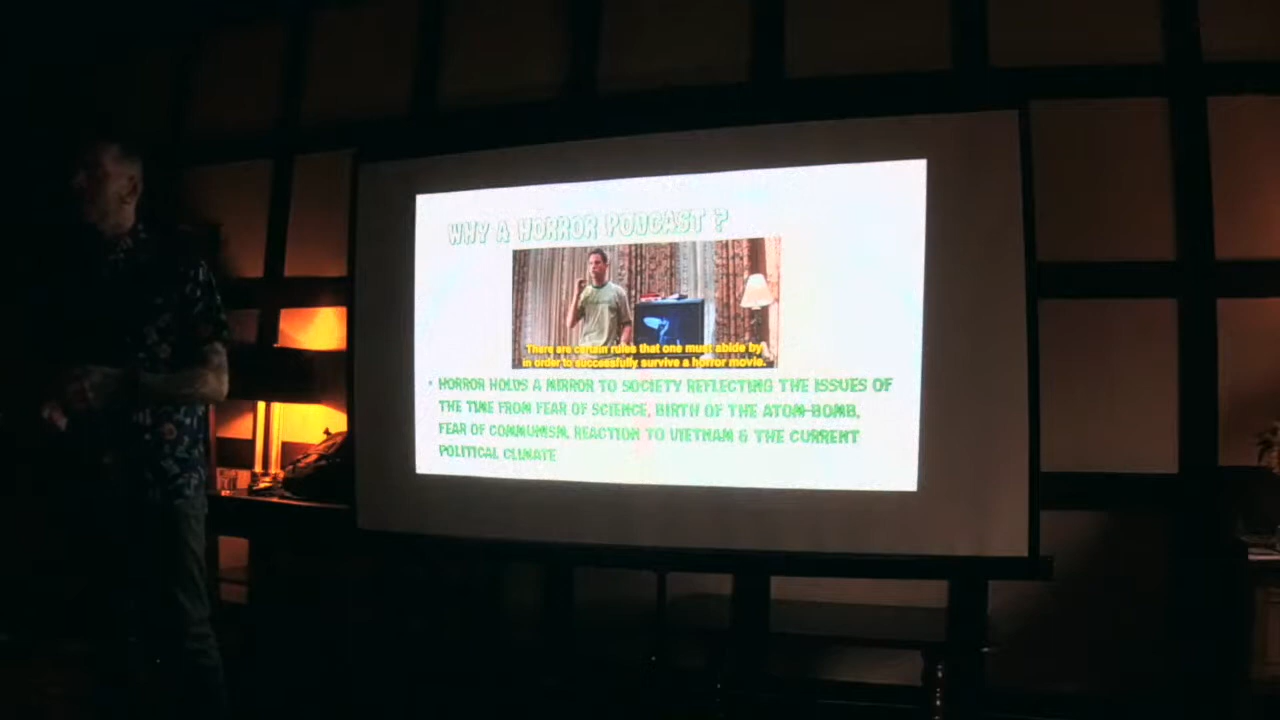 WHY A HORROR PODCAST ?
There are certain rules that one must abide by
in order to successfully survive a horror movie.
• HORROR HOLDS A MIRROR TO SOCIETY REFLECTING THE ISSUES OF
THE TIME FROM FEAR OF SCIENCE, BIRTH OF THE ATOM-BOMB,
FEAR OF COMMUNISM, REACTION TO VIETNAM & THE CURRENT
POLITICAL CLIMATE